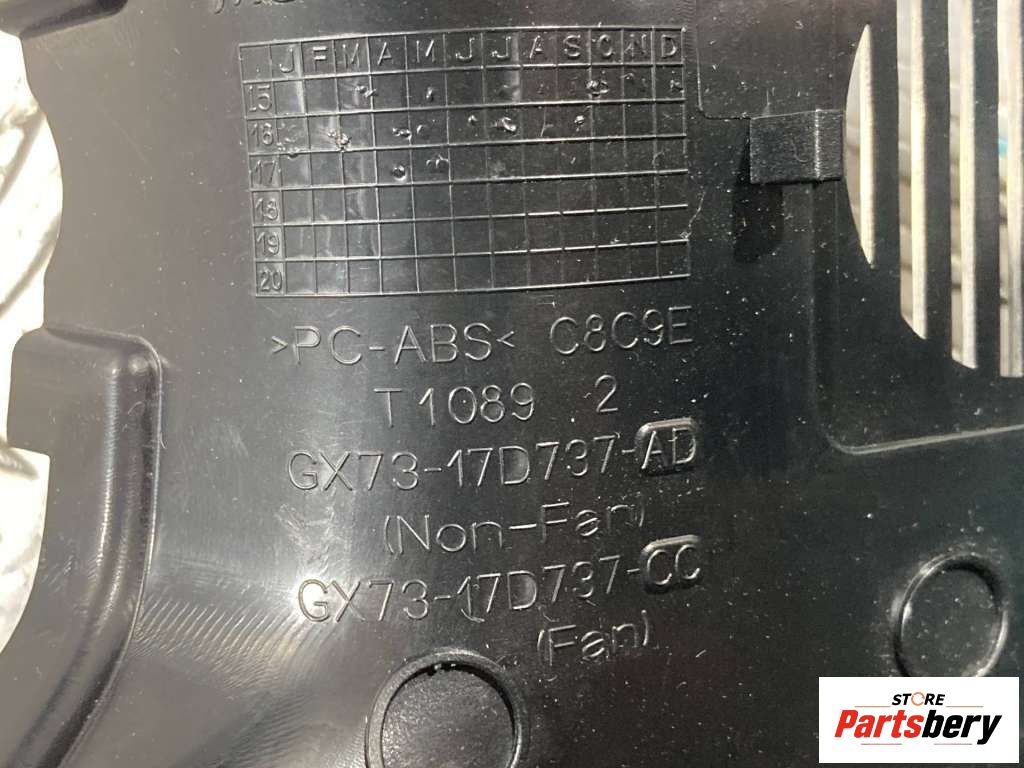 J F M A M J J A S O N D
15
16
17
18
19
20
>PC-ABS< C8C9E
T1089 2
GX73-17D737-AD
(Non-Fan)
GX73-17D737-CC
(Fan)
STORE
Partsbery